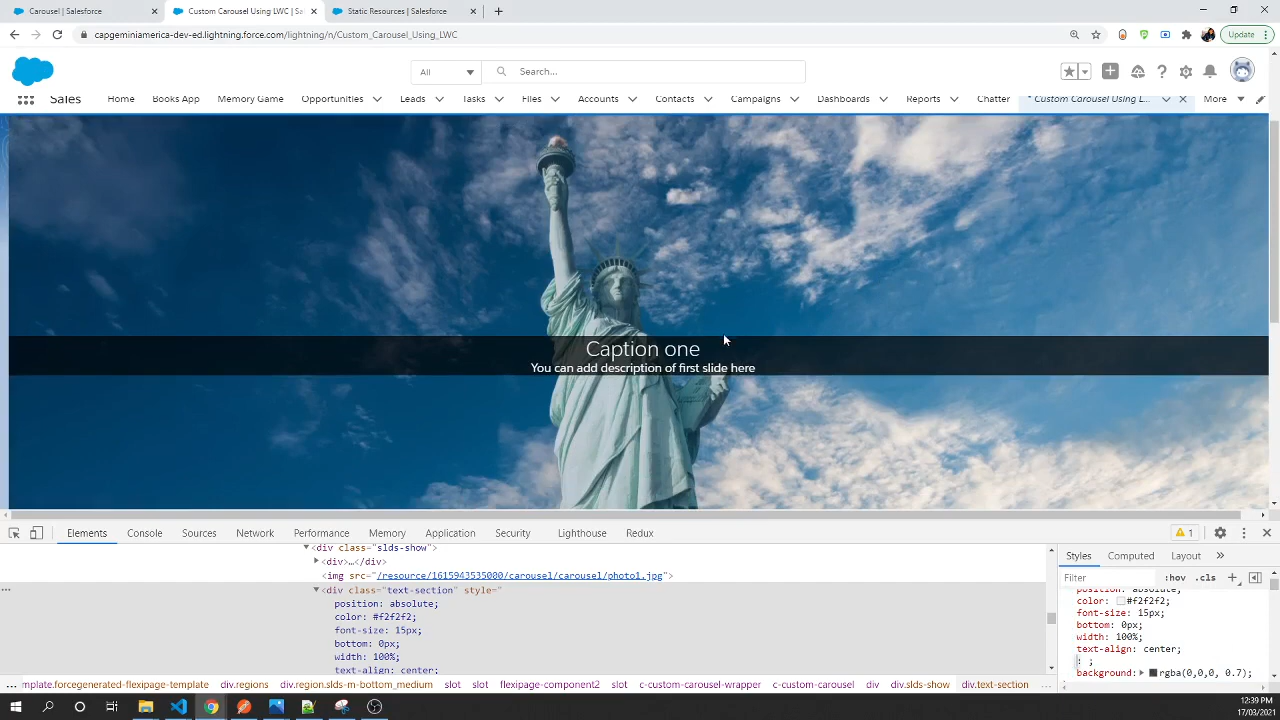 Carousel | Salesforce
Custom Carousel Using LWC | Sal
Static Resources | Salesforce
capgeminiamerica-dev-ed.lightning.force.com/lightning/n/Custom_Carousel_Using_LWC
Update
All
Search...
Sales
Home
Books App
Memory Game
Opportunities
Leads
Tasks
Files
Accounts
Contacts
Campaigns
Dashboards
Reports
Chatter
* Custom Carousel Using L...
More
Caption one
You can add description of first slide here
Elements
Console
Sources
Network
Performance
Memory
Application
Security
Lighthouse
Redux
1
Styles
Computed
Layout
<div class="slds-show">
<div>…</div>
<img src="/resource/1615943535000/carousel/carousel/photo1.jpg">
<div class="text-section" style="
position: absolute;
color: #f2f2f2;
font-size: 15px;
bottom: 0px;
width: 100%;
text-align: center;
Filter
:hov .cls
position: absolute;
color: #f2f2f2;
font-size: 15px;
bottom: 0px;
width: 100%;
text-align: center;
: ;
background: rgba(0,0,0, 0.7);
... mplate.forcegenerated-flexipage-template div.regions div.region.slds-m-bottom_medium slot slot flexipage-component2 slot c-custom-carousel-wrapper c-custom-carousel div div.slds-show div.text-section ...
12:39 PM
17/03/2021